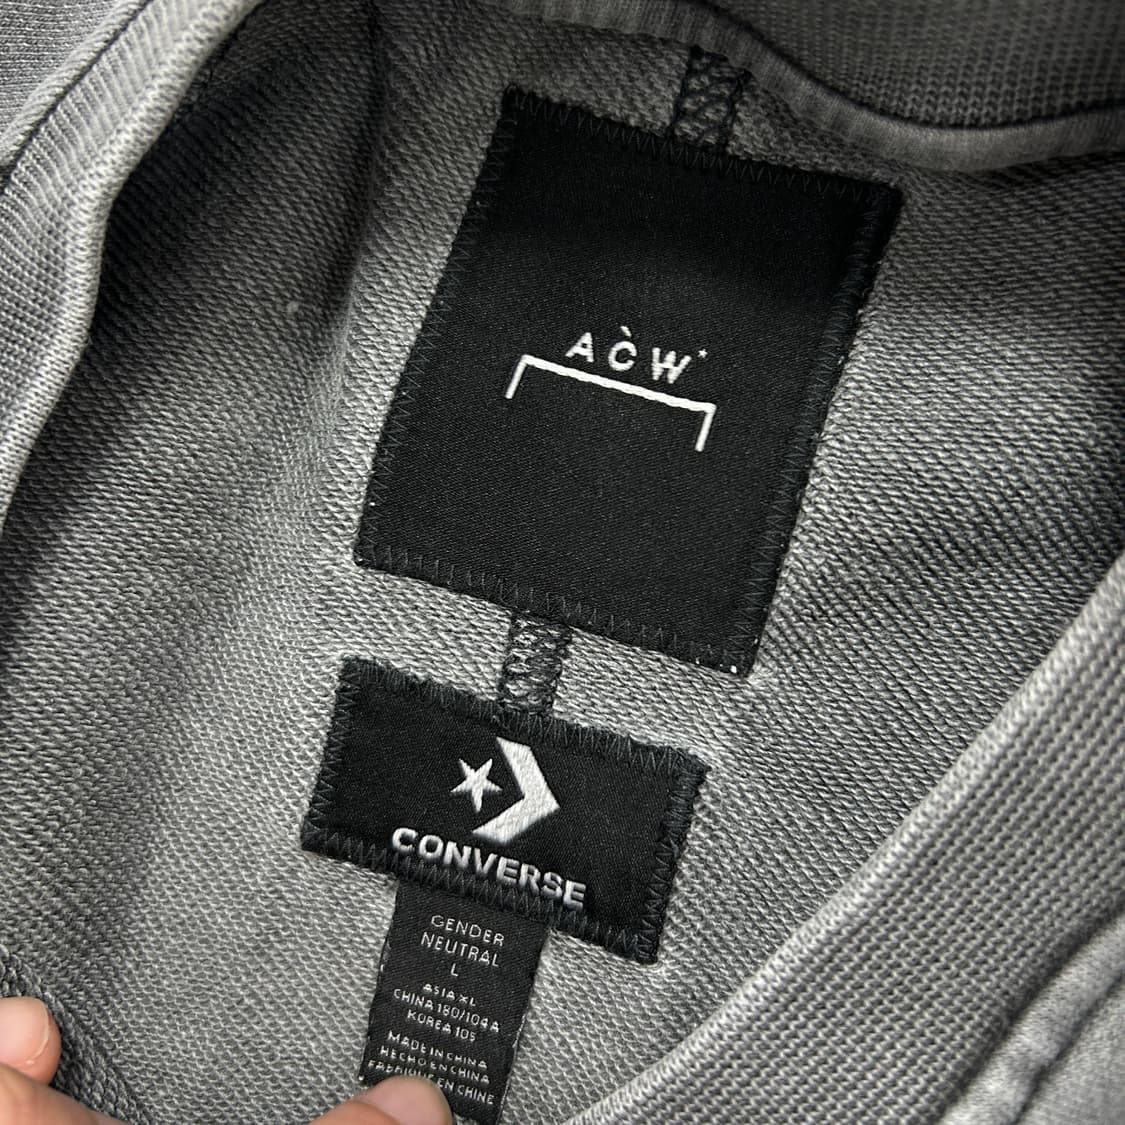 A C̀ W*
CONVERSE
GENDER
NEUTRAL
L
ASIA XL
CHINA 180/104A
KOREA 105
MADE IN CHINA
HECHO EN CHINA
FABRIQUÉ EN CHINE